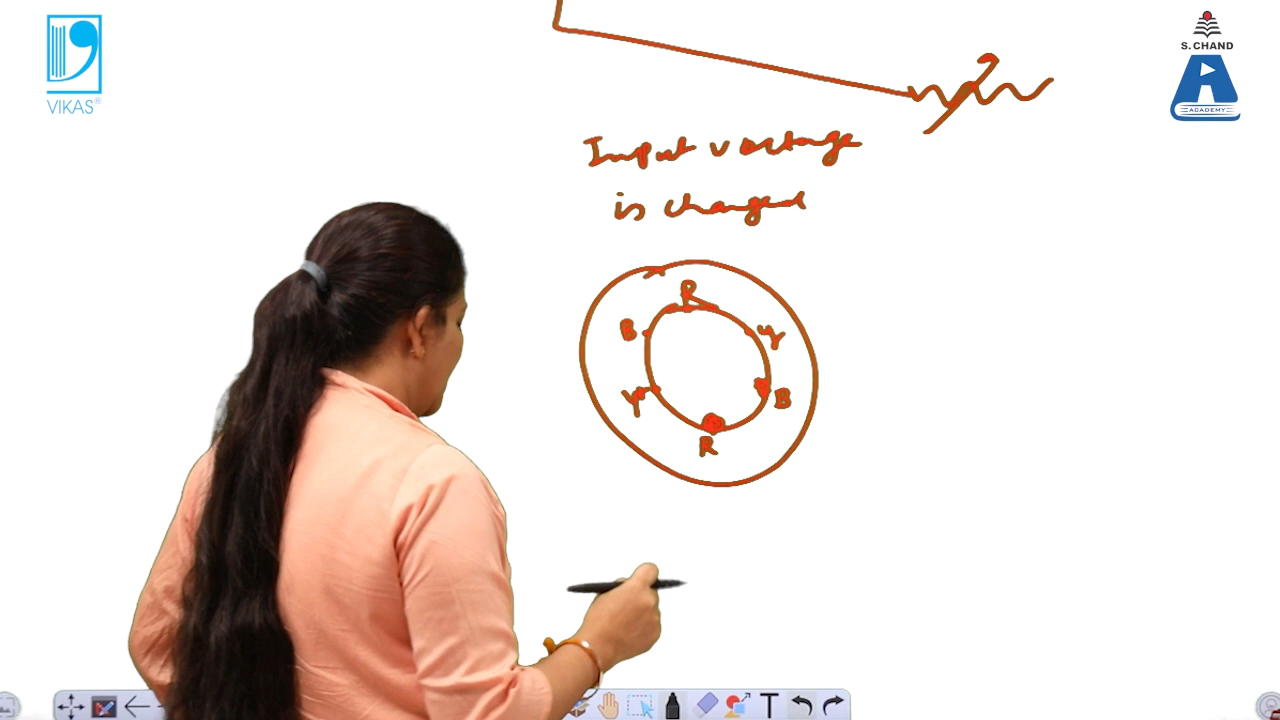 VIKAS®
S. CHAND
ACADEMY
Input voltage
is changed
R
B
y
y
B
R
T